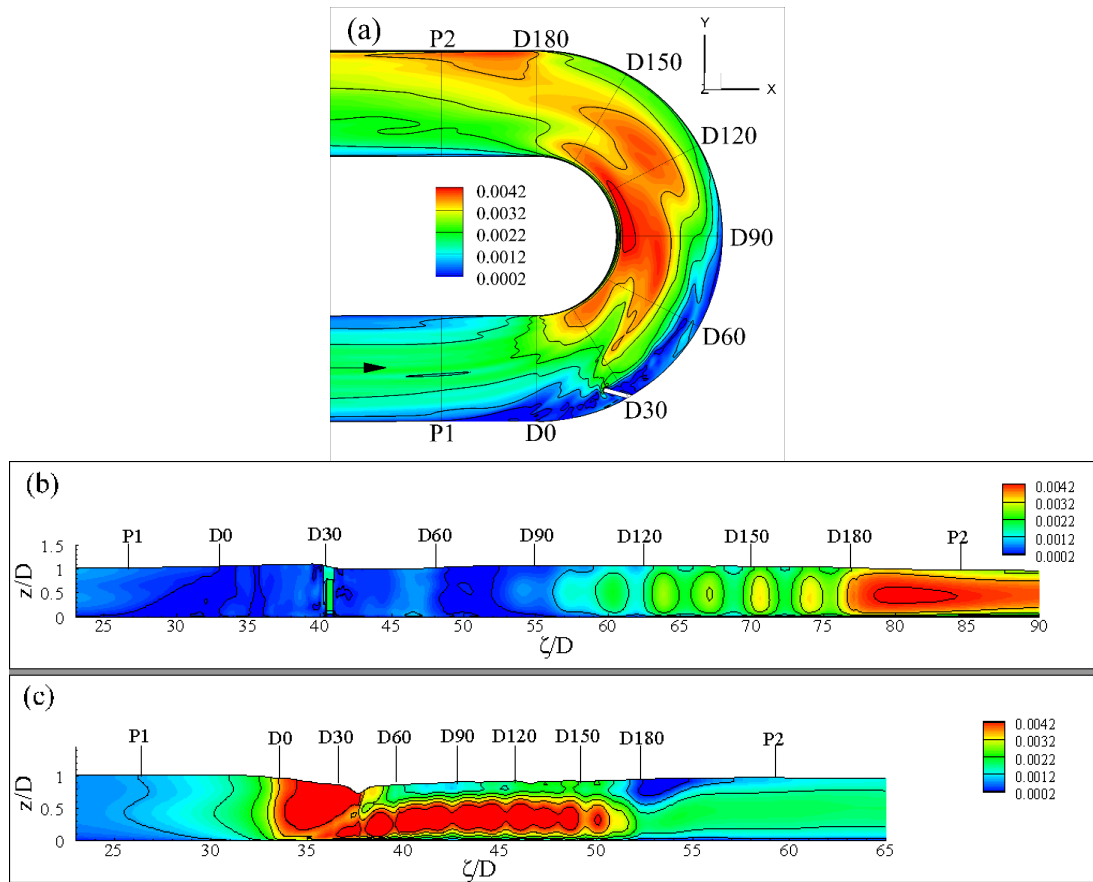 (a)
P2 D180
D150
D120
D90
D60
D30
P1 D0
Y
Z X
0.0042
0.0032
0.0022
0.0012
0.0002
(b)
0.0042
0.0032
0.0022
0.0012
0.0002
P1 D0 D30 D60 D90 D120 D150 D180 P2
z/D
1.5
1
0.5
0
25 30 35 40 45 50 55 60 65 70 75 80 85 90
ζ/D
(c)
0.0042
0.0032
0.0022
0.0012
0.0002
P1 D0 D30 D60 D90 D120 D150 D180 P2
z/D
1
0.5
0
25 30 35 40 45 50 55 60 65
ζ/D